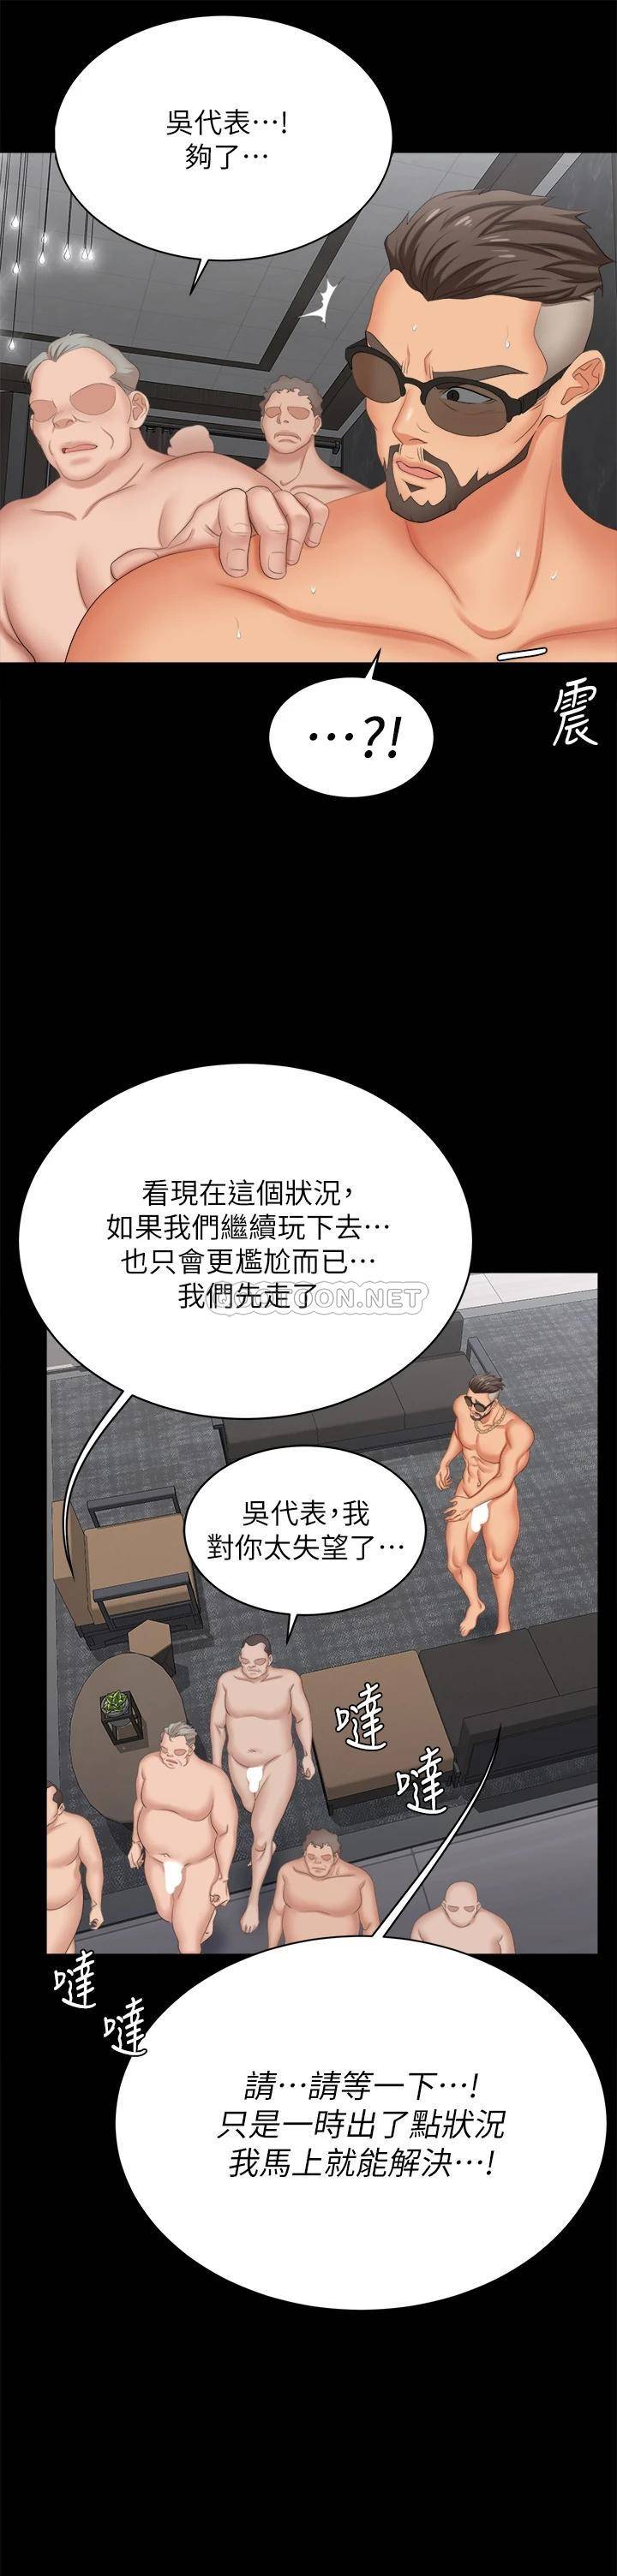 吳代表⋯!
夠了⋯
⋯?!
震
看現在這個狀況,
如果我們繼續玩下去⋯
也只會更尷尬而已⋯
我們先走了
吳代表,我
對你太失望了⋯
噠
噠
噠
噠
請⋯請等一下⋯!
只是一時出了點狀況
我馬上就能解決⋯!